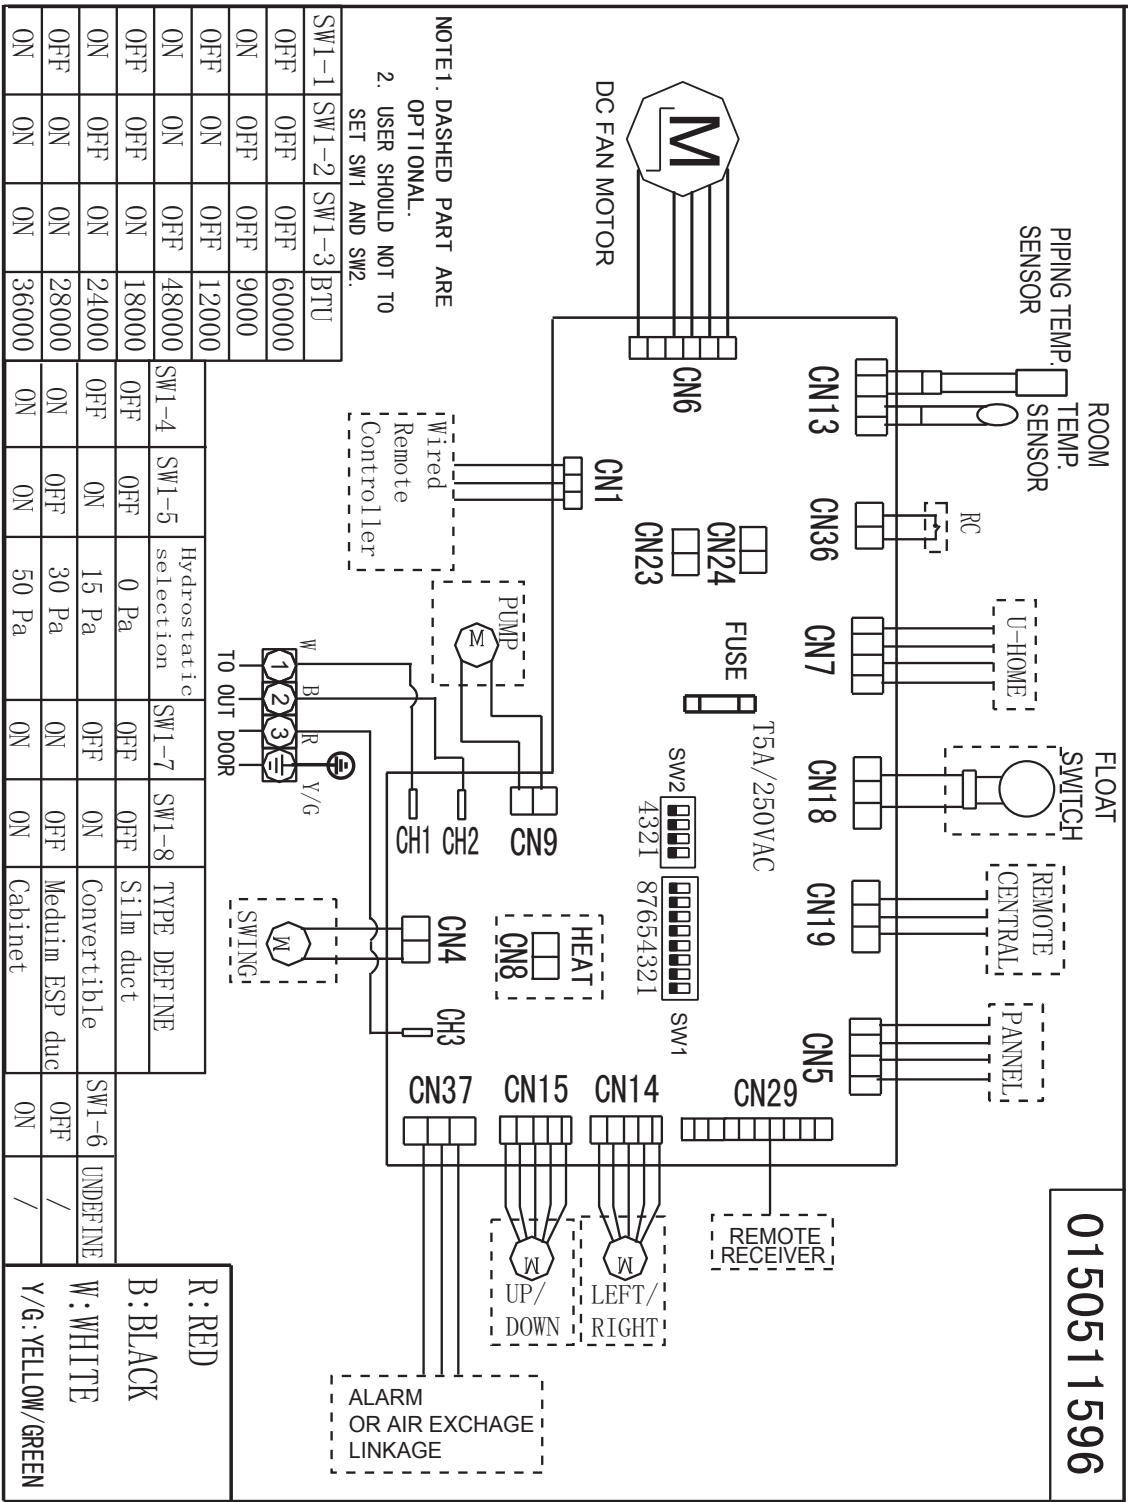 0150511596
PIPING TEMP.
SENSOR
ROOM
TEMP.
SENSOR
RC
U-HOME
FLOAT
SWITCH
REMOTE
CENTRAL
PANNEL
CN13
CN36
CN7
CN18
CN19
CN5
DC FAN MOTOR
M
CN6
CN24
CN23
FUSE
T5A/250VAC
SW2
4321
87654321
SW1
CN29
REMOTE
RECEIVER
CN14
M
LEFT/
RIGHT
CN15
M
UP/
DOWN
CN37
ALARM
OR AIR EXCHAGE
LINKAGE
CN1
Wired
Remote
Controller
PUMP
M
CN9
CH1
CH2
HEAT
CN8
CN4
CH3
M
SWING
W
B
R
Y/G
1
2
3
TO OUT DOOR
NOTE1. DASHED PART ARE
OPTIONAL.
2. USER SHOULD NOT TO
SET SW1 AND SW2.
SW1-1 SW1-2 SW1-3 BTU
OFF OFF OFF 60000
ON OFF OFF 9000
OFF ON OFF 12000
ON ON OFF 48000
OFF OFF ON 18000
ON OFF ON 24000
OFF ON ON 28000
ON ON ON 36000
SW1-4 SW1-5 Hydrostatic
selection
OFF OFF 0 Pa
OFF ON 15 Pa
ON OFF 30 Pa
ON ON 50 Pa
SW1-7 SW1-8 TYPE DEFINE
OFF OFF Silm duct
OFF ON Convertible
ON OFF Meduim ESP duc
ON ON Cabinet
SW1-6 UNDEFINE
OFF /
ON /
R:RED
B:BLACK
W:WHITE
Y/G:YELLOW/GREEN